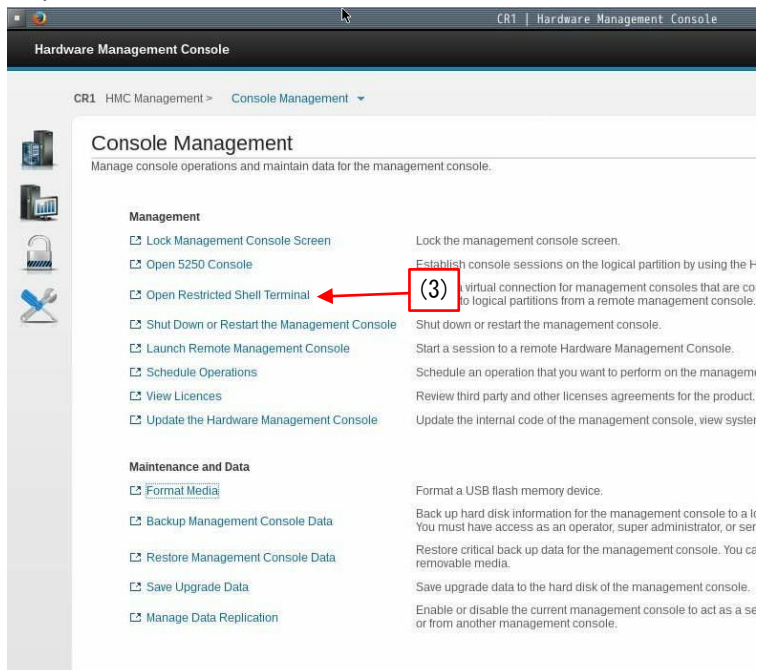 CR1 | Hardware Management Console
Hardware Management Console
CR1 HMC Management > Console Management
Console Management
Manage console operations and maintain data for the management console.
Management
Lock Management Console Screen Lock the management console screen.
Open 5250 Console Establish console sessions on the logical partition by using the H
Open Restricted Shell Terminal (3) virtual connection for management consoles that are co
to logical partitions from a remote management console.
Shut Down or Restart the Management Console Shut down or restart the management console.
Launch Remote Management Console Start a session to a remote Hardware Management Console.
Schedule Operations Schedule an operation that you want to perform on the manageme
View Licences Review third party and other licenses agreements for the product.
Update the Hardware Management Console Update the internal code of the management console, view syster
Maintenance and Data
Format Media Format a USB flash memory device.
Backup Management Console Data Back up hard disk information for the management console to a lo
You must have access as an operator, super administrator, or ser
Restore Management Console Data Restore critical back up data for the management console. You ca
removable media.
Save Upgrade Data Save upgrade data to the hard disk of the management console.
Manage Data Replication Enable or disable the current management console to act as a se
or from another management console.